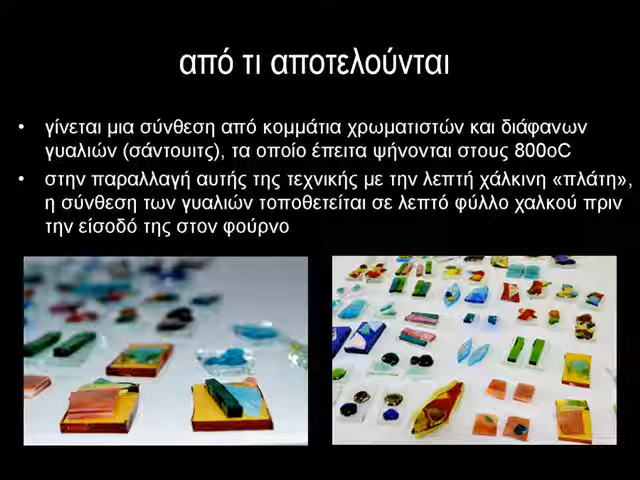 από τι αποτελούνται
• γίνεται μια σύνθεση από κομμάτια χρωματιστών και διάφανων
γυαλιών (σάντουιτς), τα οποίο έπειτα ψήνονται στους 800οC
• στην παραλλαγή αυτής της τεχνικής με την λεπτή χάλκινη «πλάτη»,
η σύνθεση των γυαλιών τοποθετείται σε λεπτό φύλλο χαλκού πριν
την είσοδό της στον φούρνο